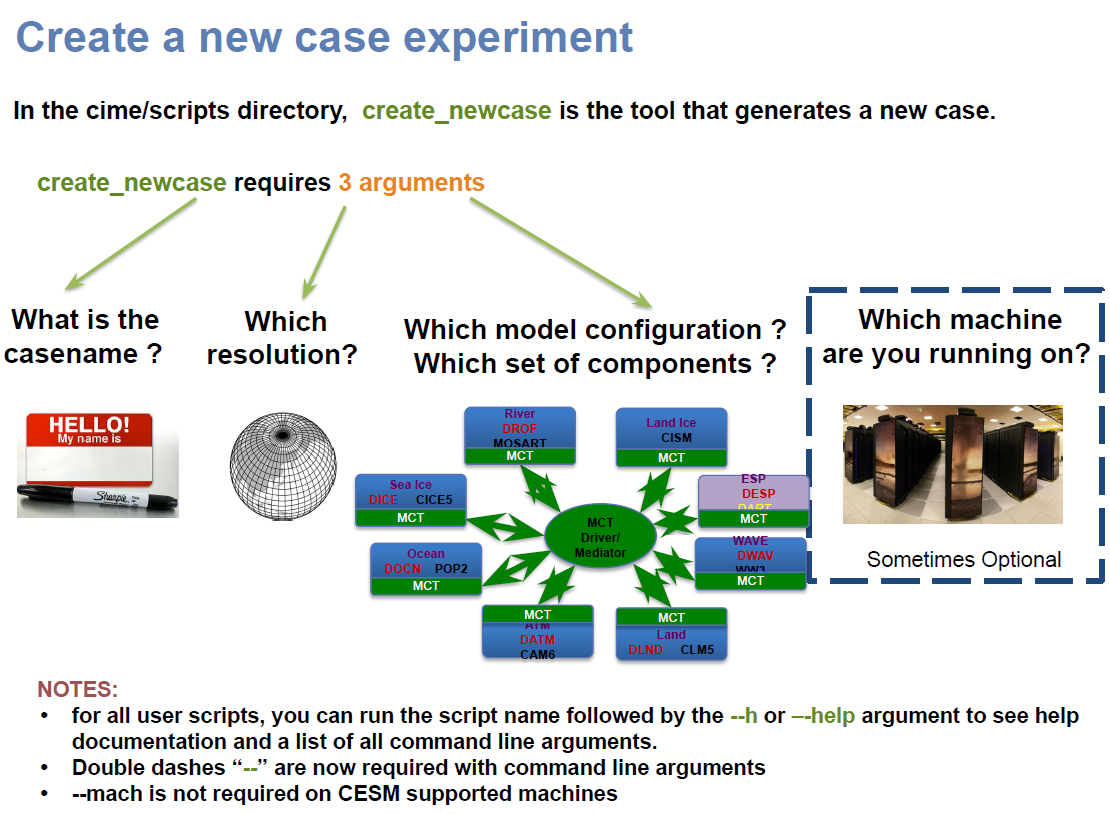 Create a new case experiment
In the cime/scripts directory, create_newcase is the tool that generates a new case.
create_newcase requires 3 arguments
What is the
casename ?
Which
resolution?
Which model configuration ?
Which set of components ?
Which machine
are you running on?
HELLO!
My name is
Sharpie
River
DROF
MOSART
MCT
Land Ice
CISM
MCT
Sea Ice
DICE CICE5
MCT
ESP
DESP
DART
MCT
MCT
Driver/
Mediator
Ocean
DOCN POP2
MCT
WAVE
DWAV
WW3
MCT
MCT
ATM
DATM
CAM6
MCT
Land
DLND CLM5
Sometimes Optional
NOTES:
• for all user scripts, you can run the script name followed by the --h or –-help argument to see help
documentation and a list of all command line arguments.
• Double dashes “--” are now required with command line arguments
• --mach is not required on CESM supported machines